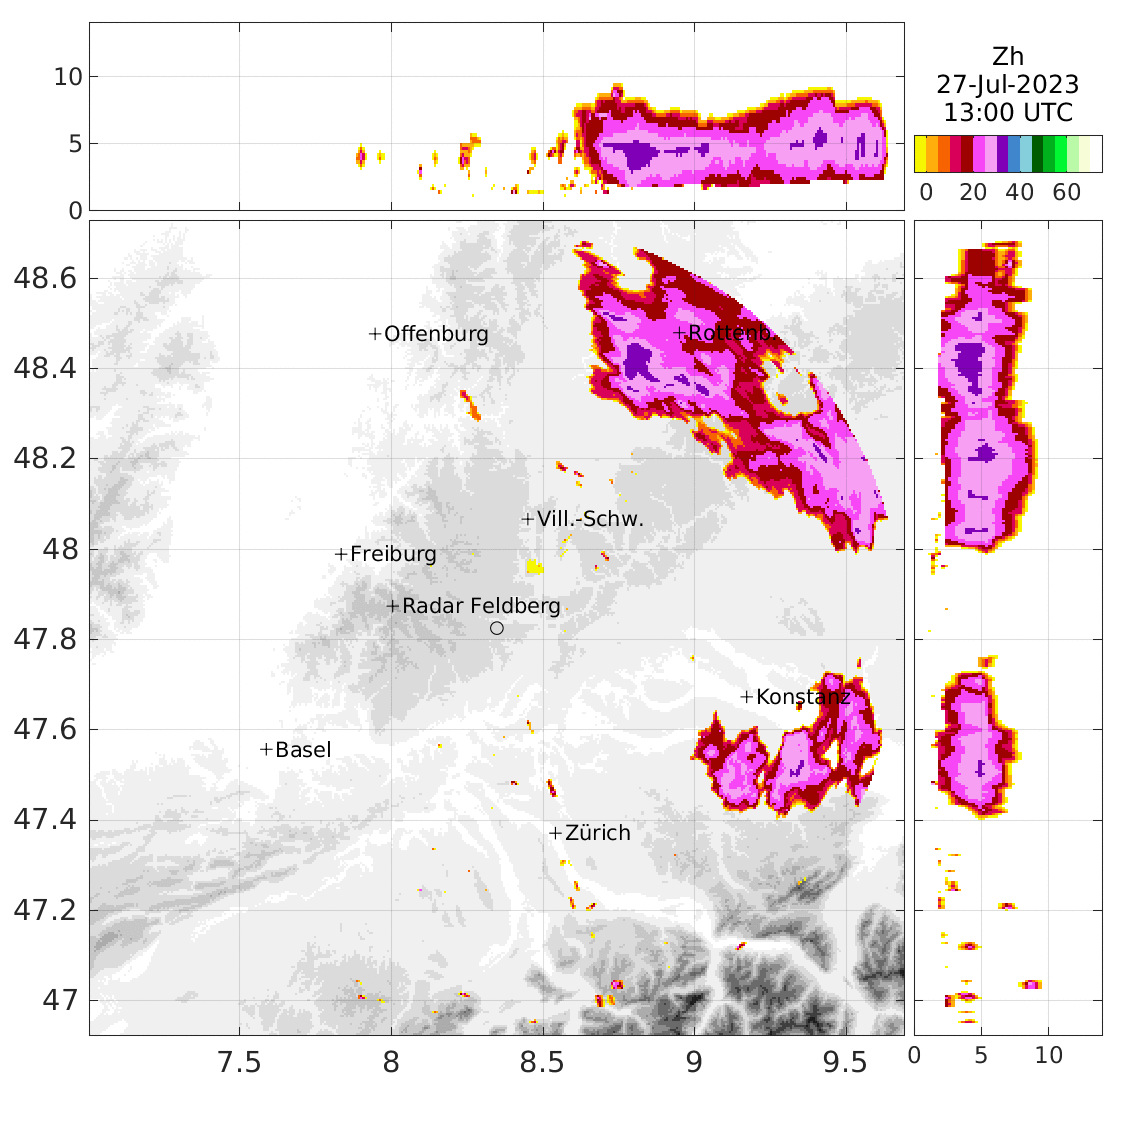 Zh
27-Jul-2023
13:00 UTC
0 20 40 60
10
5
0
48.6
48.4
48.2
48
47.8
47.6
47.4
47.2
47
+Offenburg
+Rottenb.
+Vill.-Schw.
+Freiburg
+Radar Feldberg
+Konstanz
+Basel
+Zürich
7.5 8 8.5 9 9.5
0 5 10